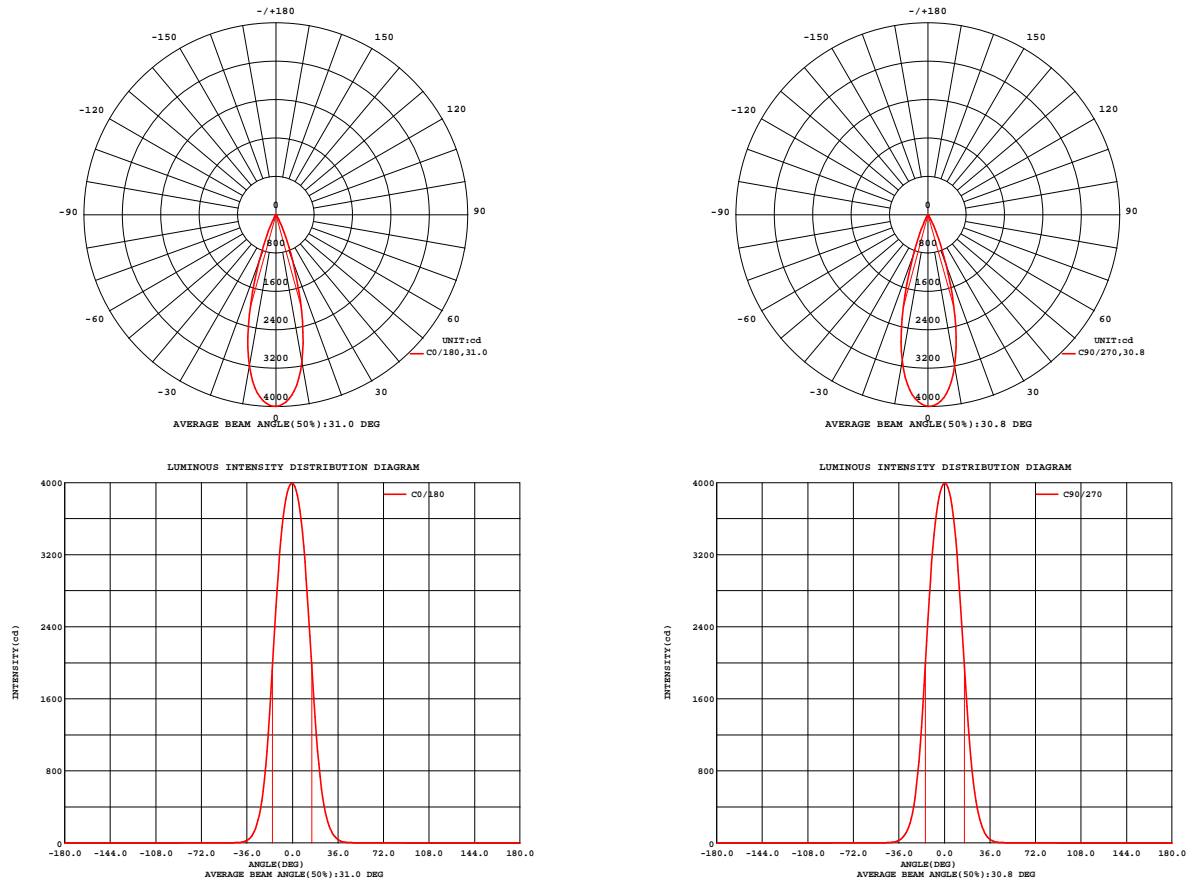 -/+180
-150
150
-120
120
-90
90
-60
60
-30
30
0
800
1600
2400
3200
4000
0
UNIT:cd
C0/180,31.0
AVERAGE BEAM ANGLE(50%):31.0 DEG
-/+180
-150
150
-120
120
-90
90
-60
60
-30
30
0
800
1600
2400
3200
4000
0
UNIT:cd
C90/270,30.8
AVERAGE BEAM ANGLE(50%):30.8 DEG
LUMINOUS INTENSITY DISTRIBUTION DIAGRAM
C0/180
INTENSITY(cd)
4000
3200
2400
1600
800
0
-180.0 -144.0 -108.0 -72.0 -36.0 0.0 36.0 72.0 108.0 144.0 180.0
ANGLE(DEG)
AVERAGE BEAM ANGLE(50%):31.0 DEG
LUMINOUS INTENSITY DISTRIBUTION DIAGRAM
C90/270
INTENSITY(cd)
4000
3200
2400
1600
800
0
-180.0 -144.0 -108.0 -72.0 -36.0 0.0 36.0 72.0 108.0 144.0 180.0
ANGLE(DEG)
AVERAGE BEAM ANGLE(50%):30.8 DEG